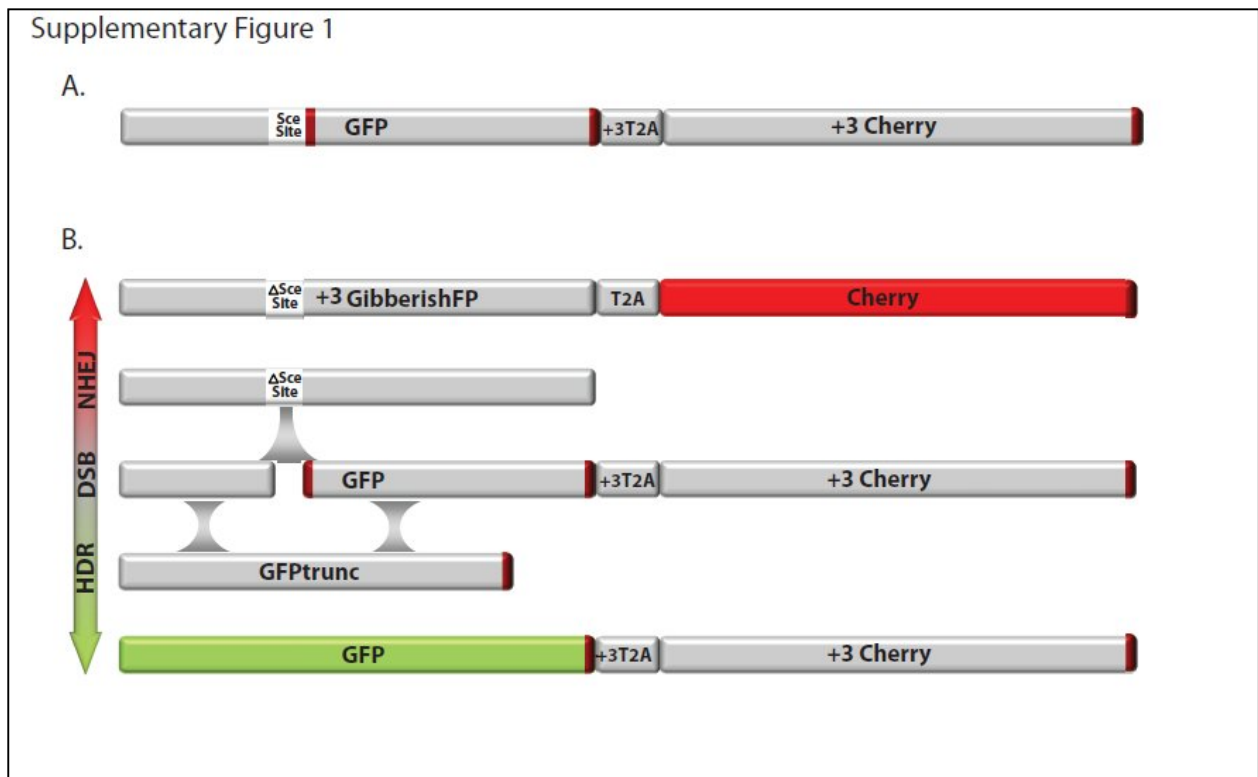 Supplementary Figure 1
A.
Sce
Site
GFP
+3T2A
+3 Cherry
B.
NHEJ
DSB
HDR
ΔSce
Site
+3 GibberishFP
T2A
Cherry
ΔSce
Site
GFP
+3T2A
+3 Cherry
GFPtrunc
GFP
+3T2A
+3 Cherry